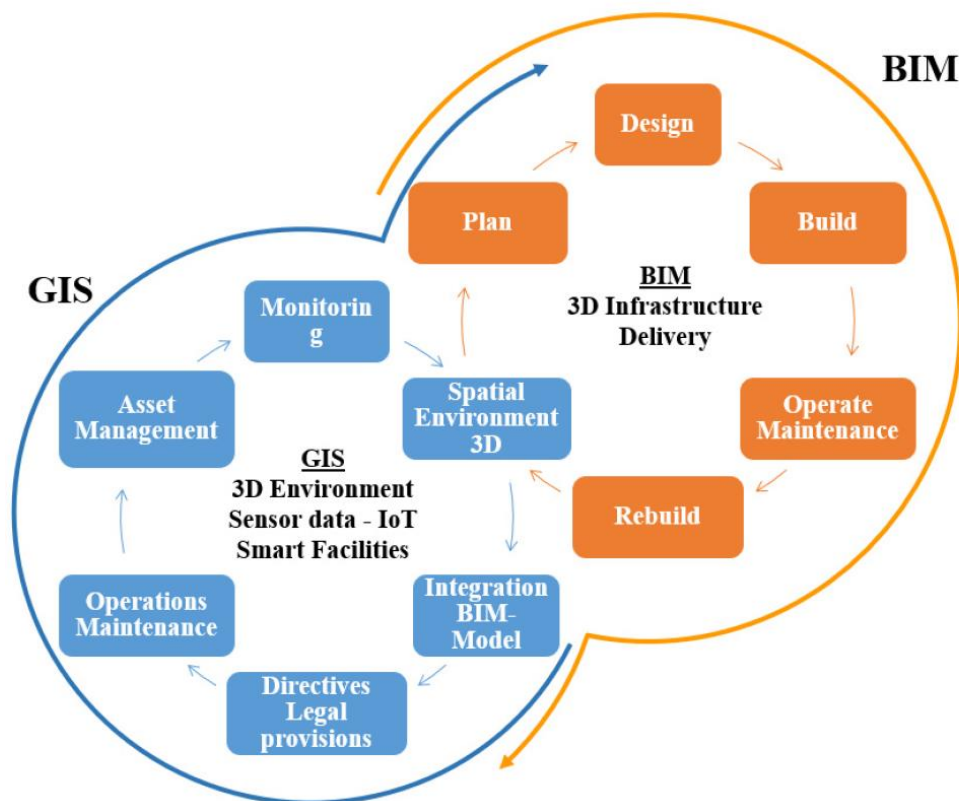 BIM
Design
Plan
Build
BIM
3D Infrastructure
Delivery
GIS
Monitorin
g
Spatial
Environment
3D
Operate
Maintenance
Asset
Management
GIS
3D Environment
Sensor data - IoT
Smart Facilities
Rebuild
Operations
Maintenance
Integration
BIM-
Model
Directives
Legal
provisions